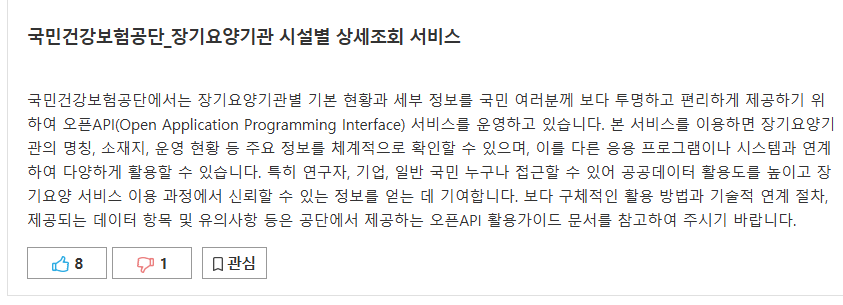 국민건강보험공단_장기요양기관 시설별 상세조회 서비스
국민건강보험공단에서는 장기요양기관별 기본 현황과 세부 정보를 국민 여러분께 보다 투명하고 편리하게 제공하기 위
하여 오픈API(Open Application Programming Interface) 서비스를 운영하고 있습니다. 본 서비스를 이용하면 장기요양기
관의 명칭, 소재지, 운영 현황 등 주요 정보를 체계적으로 확인할 수 있으며, 이를 다른 응용 프로그램이나 시스템과 연계
하여 다양하게 활용할 수 있습니다. 특히 연구자, 기업, 일반 국민 누구나 접근할 수 있어 공공데이터 활용도를 높이고 장
기요양 서비스 이용 과정에서 신뢰할 수 있는 정보를 얻는 데 기여합니다. 보다 구체적인 활용 방법과 기술적 연계 절차,
제공되는 데이터 항목 및 유의사항 등은 공단에서 제공하는 오픈API 활용가이드 문서를 참고하여 주시기 바랍니다.
8 1 관심